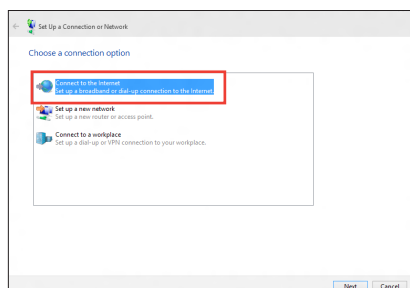 Set Up a Connection or Network
Choose a connection option
Connect to the Internet
Set up a broadband or dial-up connection to the Internet.
Set up a new network
Set up a new router or access point.
Connect to a workplace
Set up a dial-up or VPN connection to your workplace.
Next Cancel